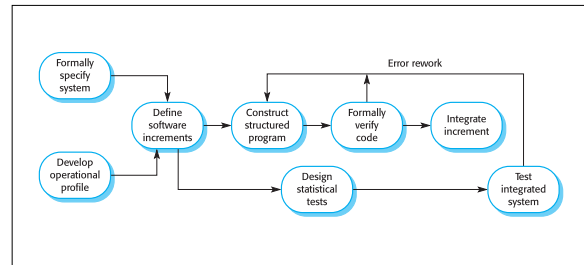 Formally
specify
system
Error rework
Define
software
increments
Construct
structured
program
Formally
verify
code
Integrate
increment
Develop
operational
profile
Design
statistical
tests
Test
integrated
system